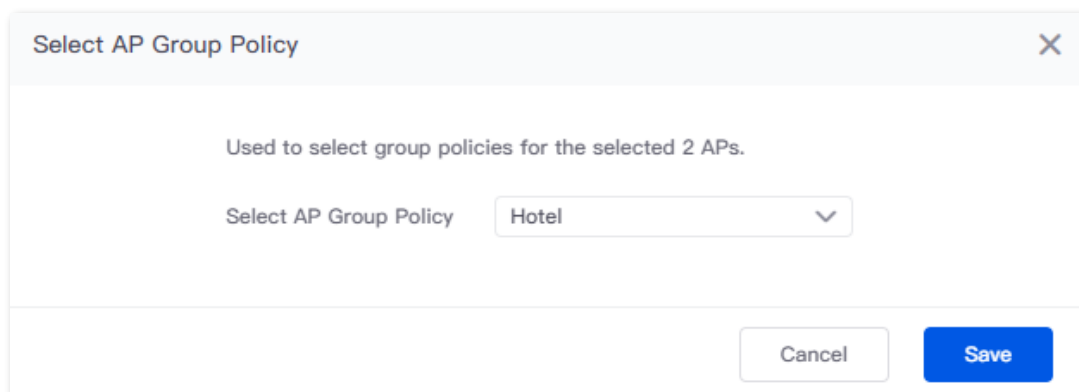 Select AP Group Policy
Used to select group policies for the selected 2 APs.
Select AP Group Policy Hotel
Cancel Save